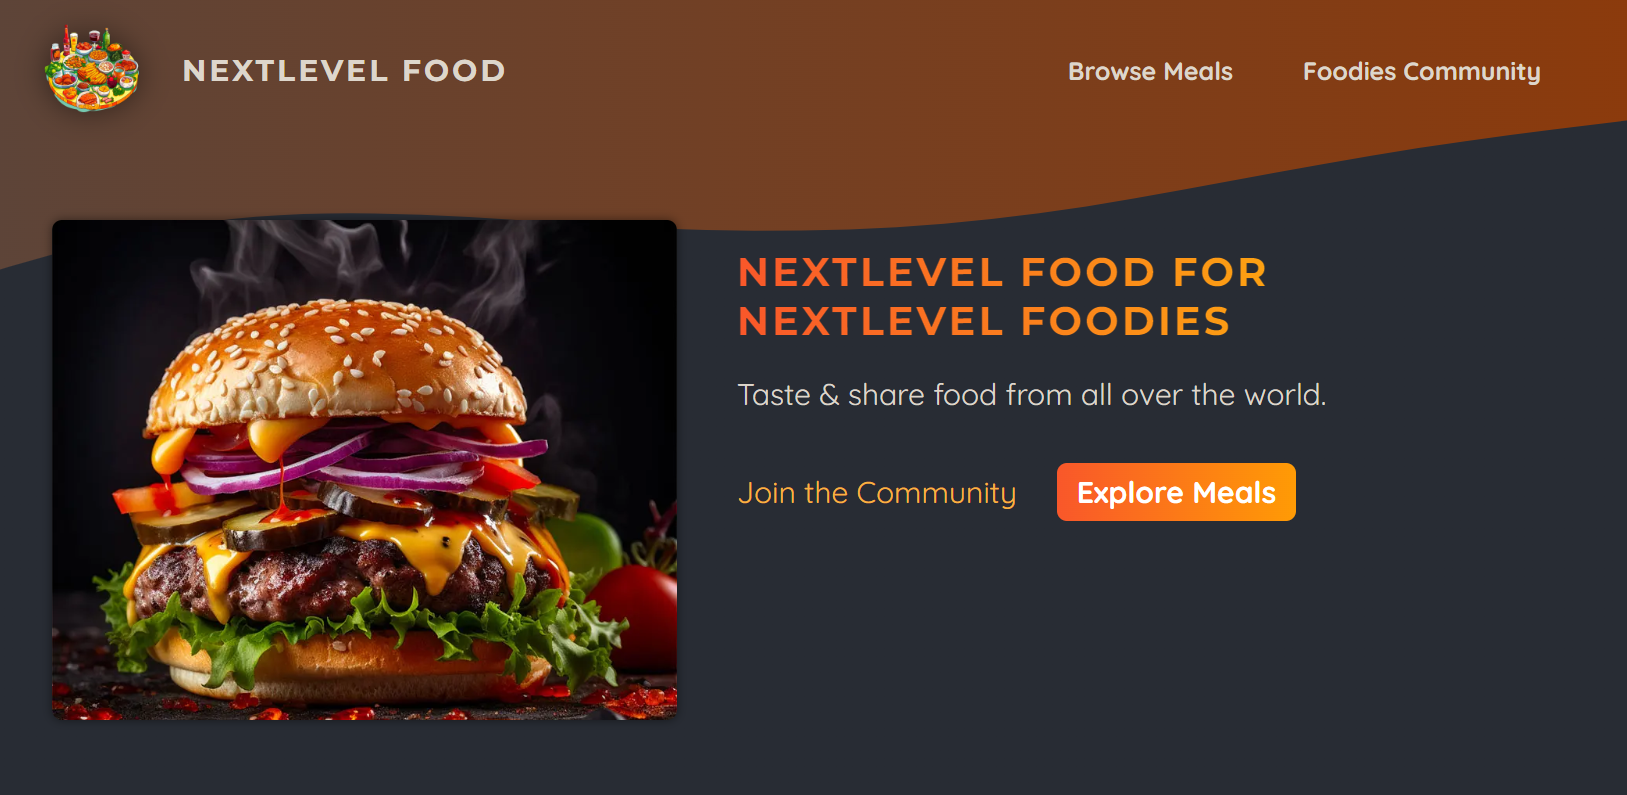 NEXTLEVEL FOOD
Browse Meals
Foodies Community
NEXTLEVEL FOOD FOR
NEXTLEVEL FOODIES
Taste & share food from all over the world.
Join the Community
Explore Meals